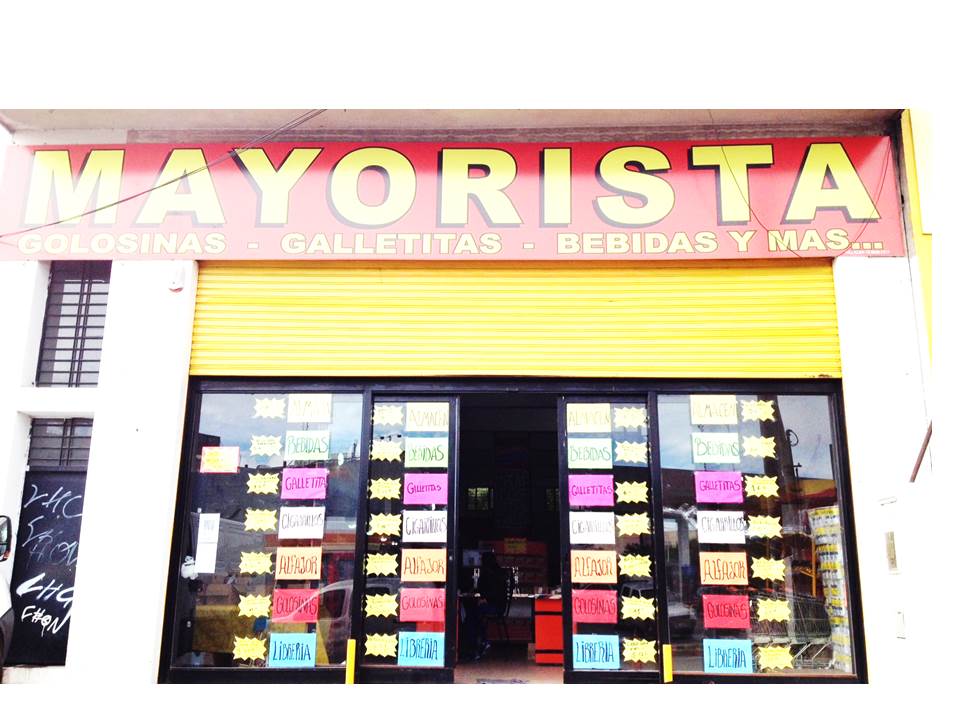 MAYORISTA
GOLOSINAS - GALLETITAS - BEBIDAS Y MAS...
ALMACEN
BEBIDAS
GALLETITAS
CIGARRILLOS
ALFAJOR
GOLOSINAS
LIBRERIA
ALMACEN
BEBIDAS
GALLETITAS
CIGARRILLOS
ALFAJOR
GOLOSINAS
LIBRERIA
ALMACEN
BEBIDAS
GALLETITAS
CIGARRILLOS
ALFAJOR
GOLOSINAS
LIBRERIA
ALMACEN
BEBIDAS
GALLETITAS
CIGARRILLOS
ALFAJOR
GOLOSINAS
LIBRERIA
F#@N